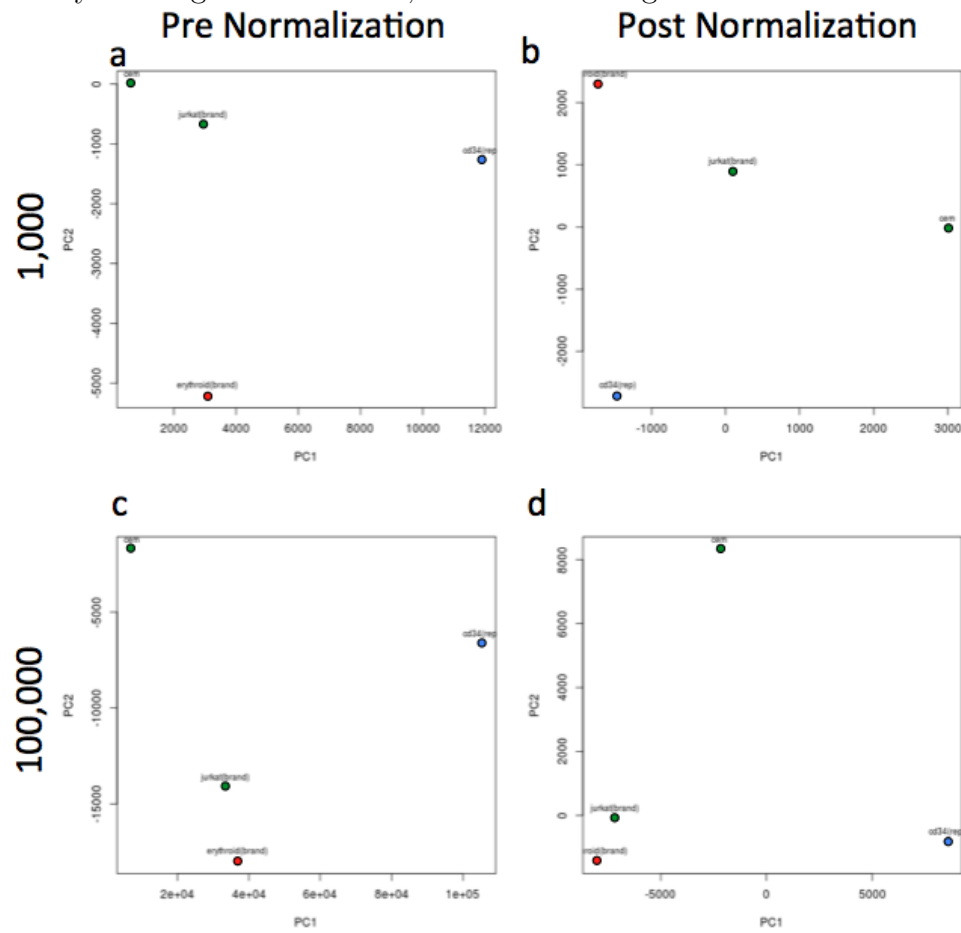 Pre Normalization
Post Normalization
1,000
a
cem
jurkat(brand)
cd34(rep
erythroid(brand)
0
-1000
-2000
-3000
-4000
-5000
PC2
2000
4000
6000
8000
10000
12000
PC1
b
roid(brand)
jurkat(brand)
cem
cd34(rep)
2000
1000
0
-1000
-2000
PC2
-1000
0
1000
2000
3000
PC1
100,000
c
cem
cd34(rep
jurkat(brand)
erythroid(brand)
-5000
-10000
-15000
PC2
2e+04
4e+04
6e+04
8e+04
1e+05
PC1
d
cem
jurkat(brand)
roid(brand)
cd34(rep
8000
6000
4000
2000
0
PC2
-5000
0
5000
PC1